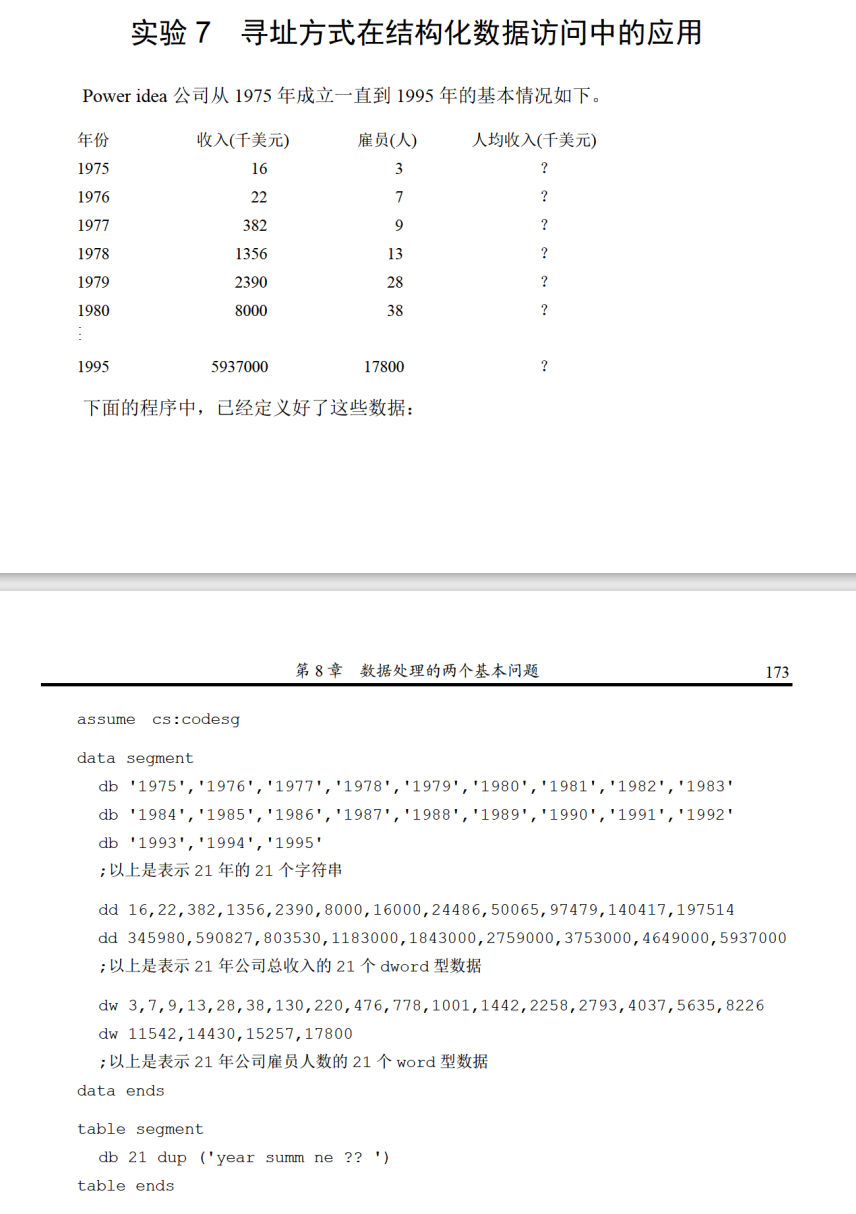 实验 7 寻址方式在结构化数据访问中的应用
Power idea 公司从 1975 年成立一直到 1995 年的基本情况如下。
年份 收入(千美元) 雇员(人) 人均收入(千美元)
1975 16 3 ？
1976 22 7 ？
1977 382 9 ？
1978 1356 13 ？
1979 2390 28 ？
1980 8000 38 ？
⋮
1995 5937000 17800 ？
下面的程序中，已经定义好了这些数据：
第 8 章 数据处理的两个基本问题 173
assume cs:codesg
data segment
db '1975','1976','1977','1978','1979','1980','1981','1982','1983'
db '1984','1985','1986','1987','1988','1989','1990','1991','1992'
db '1993','1994','1995'
;以上是表示 21 年的 21 个字符串
dd 16,22,382,1356,2390,8000,16000,24486,50065,97479,140417,197514
dd 345980,590827,803530,1183000,1843000,2759000,3753000,4649000,5937000
;以上是表示 21 年公司总收入的 21 个 dword 型数据
dw 3,7,9,13,28,38,130,220,476,778,1001,1442,2258,2793,4037,5635,8226
dw 11542,14430,15257,17800
;以上是表示 21 年公司雇员人数的 21 个 word 型数据
data ends
table segment
db 21 dup ('year summ ne ?? ')
table ends